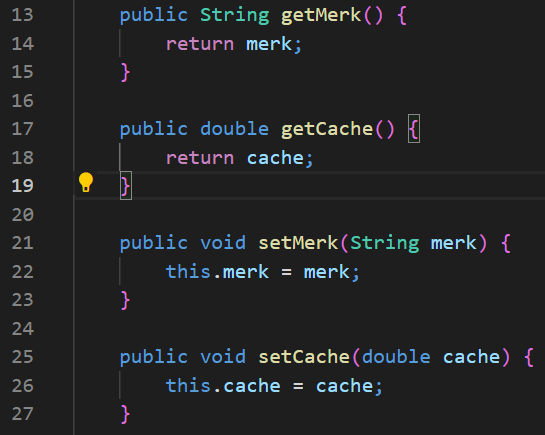 13 public String getMerk() {
14 return merk;
15 }
16
17 public double getCache() {
18 return cache;
19 }
20
21 public void setMerk(String merk) {
22 this.merk = merk;
23 }
24
25 public void setCache(double cache) {
26 this.cache = cache;
27 }